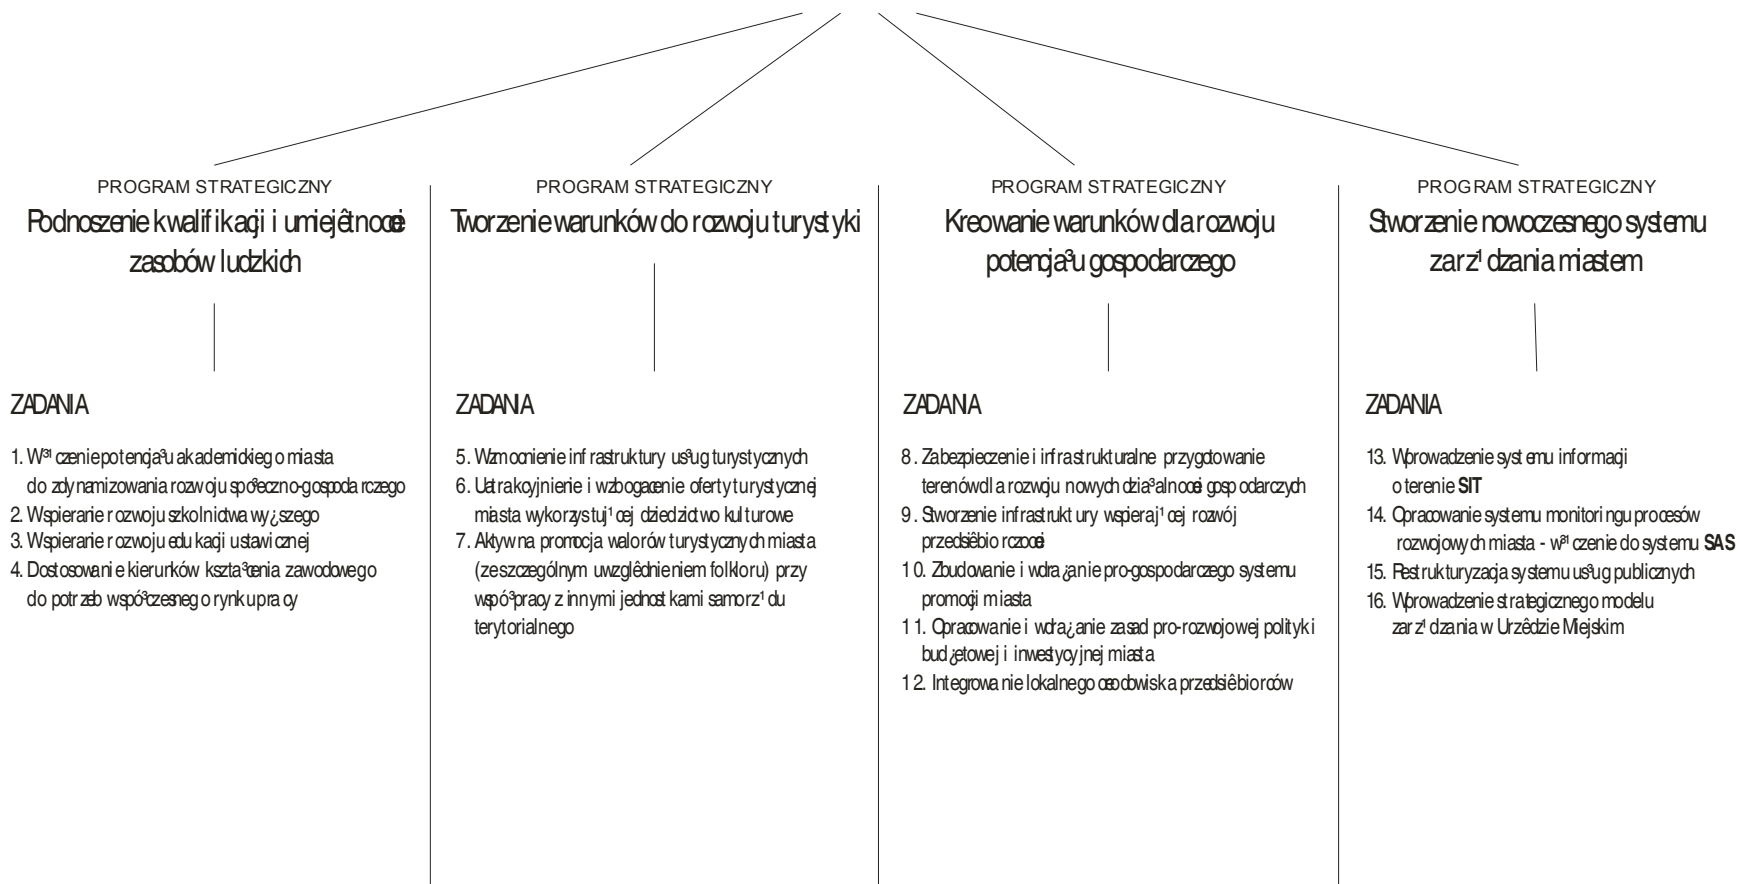 PROGRAM STRATEGICZNY
Podnoszenie kwalifikacji i umiejêtnoœci
zasobów ludzkich
ZADANIA
1. W³¹czenie potencja³u akademickiego miasta
do zdynamizowania rozwoju spo³eczno-gospodarczego
2. Wspieranie rozwoju szkolnictwa wy¿szego
3. Wspieranie rozwoju edukacji ustawicznej
4. Dostosowanie kierunków kszta³cenia zawodowego
do potrzeb wspó³czesnego rynku pracy
PROGRAM STRATEGICZNY
Tworzenie warunków do rozwoju turystyki
ZADANIA
5. Wzmocnienie infrastruktury us³ug turystycznych
6. Uatrakcyjnienie i wzbogacenie oferty turystycznej
miasta wykorzystuj¹cej dziedzictwo kulturowe
7. Aktywna promocja walorów turystycznych miasta
(ze szczególnym uwzglêdnieniem folkloru) przy
wspó³pracy z innymi jednostkami samorz¹du
terytorialnego
PROGRAM STRATEGICZNY
Kreowanie warunków dla rozwoju
potencja³u gospodarczego
ZADANIA
8. Zabezpieczenie i infrastrukturalne przygotowanie
terenów dla rozwoju nowych dzia³alnoœci gospodarczych
9. Stworzenie infrastruktury wspieraj¹cej rozwój
przedsiêbiorczoœci
10. Zbudowanie i wdra¿anie pro-gospodarczego systemu
promocji miasta
11. Opracowanie i wdra¿anie zasad pro-rozwojowej polityki
bud¿etowej i inwestycyjnej miasta
12. Integrowanie lokalnego œrodowiska przedsiêbiorców
PROGRAM STRATEGICZNY
Stworzenie nowoczesnego systemu
zarz¹dzania miastem
ZADANIA
13. Wprowadzenie systemu informacji
o terenie SIT
14. Opracowanie systemu monitoringu procesów
rozwojowych miasta - w³¹czenie do systemu SAS
15. Restrukturyzacja systemu us³ug publicznych
16. Wprowadzenie strategicznego modelu
zarz¹dzania w Urzêdzie Miejskim